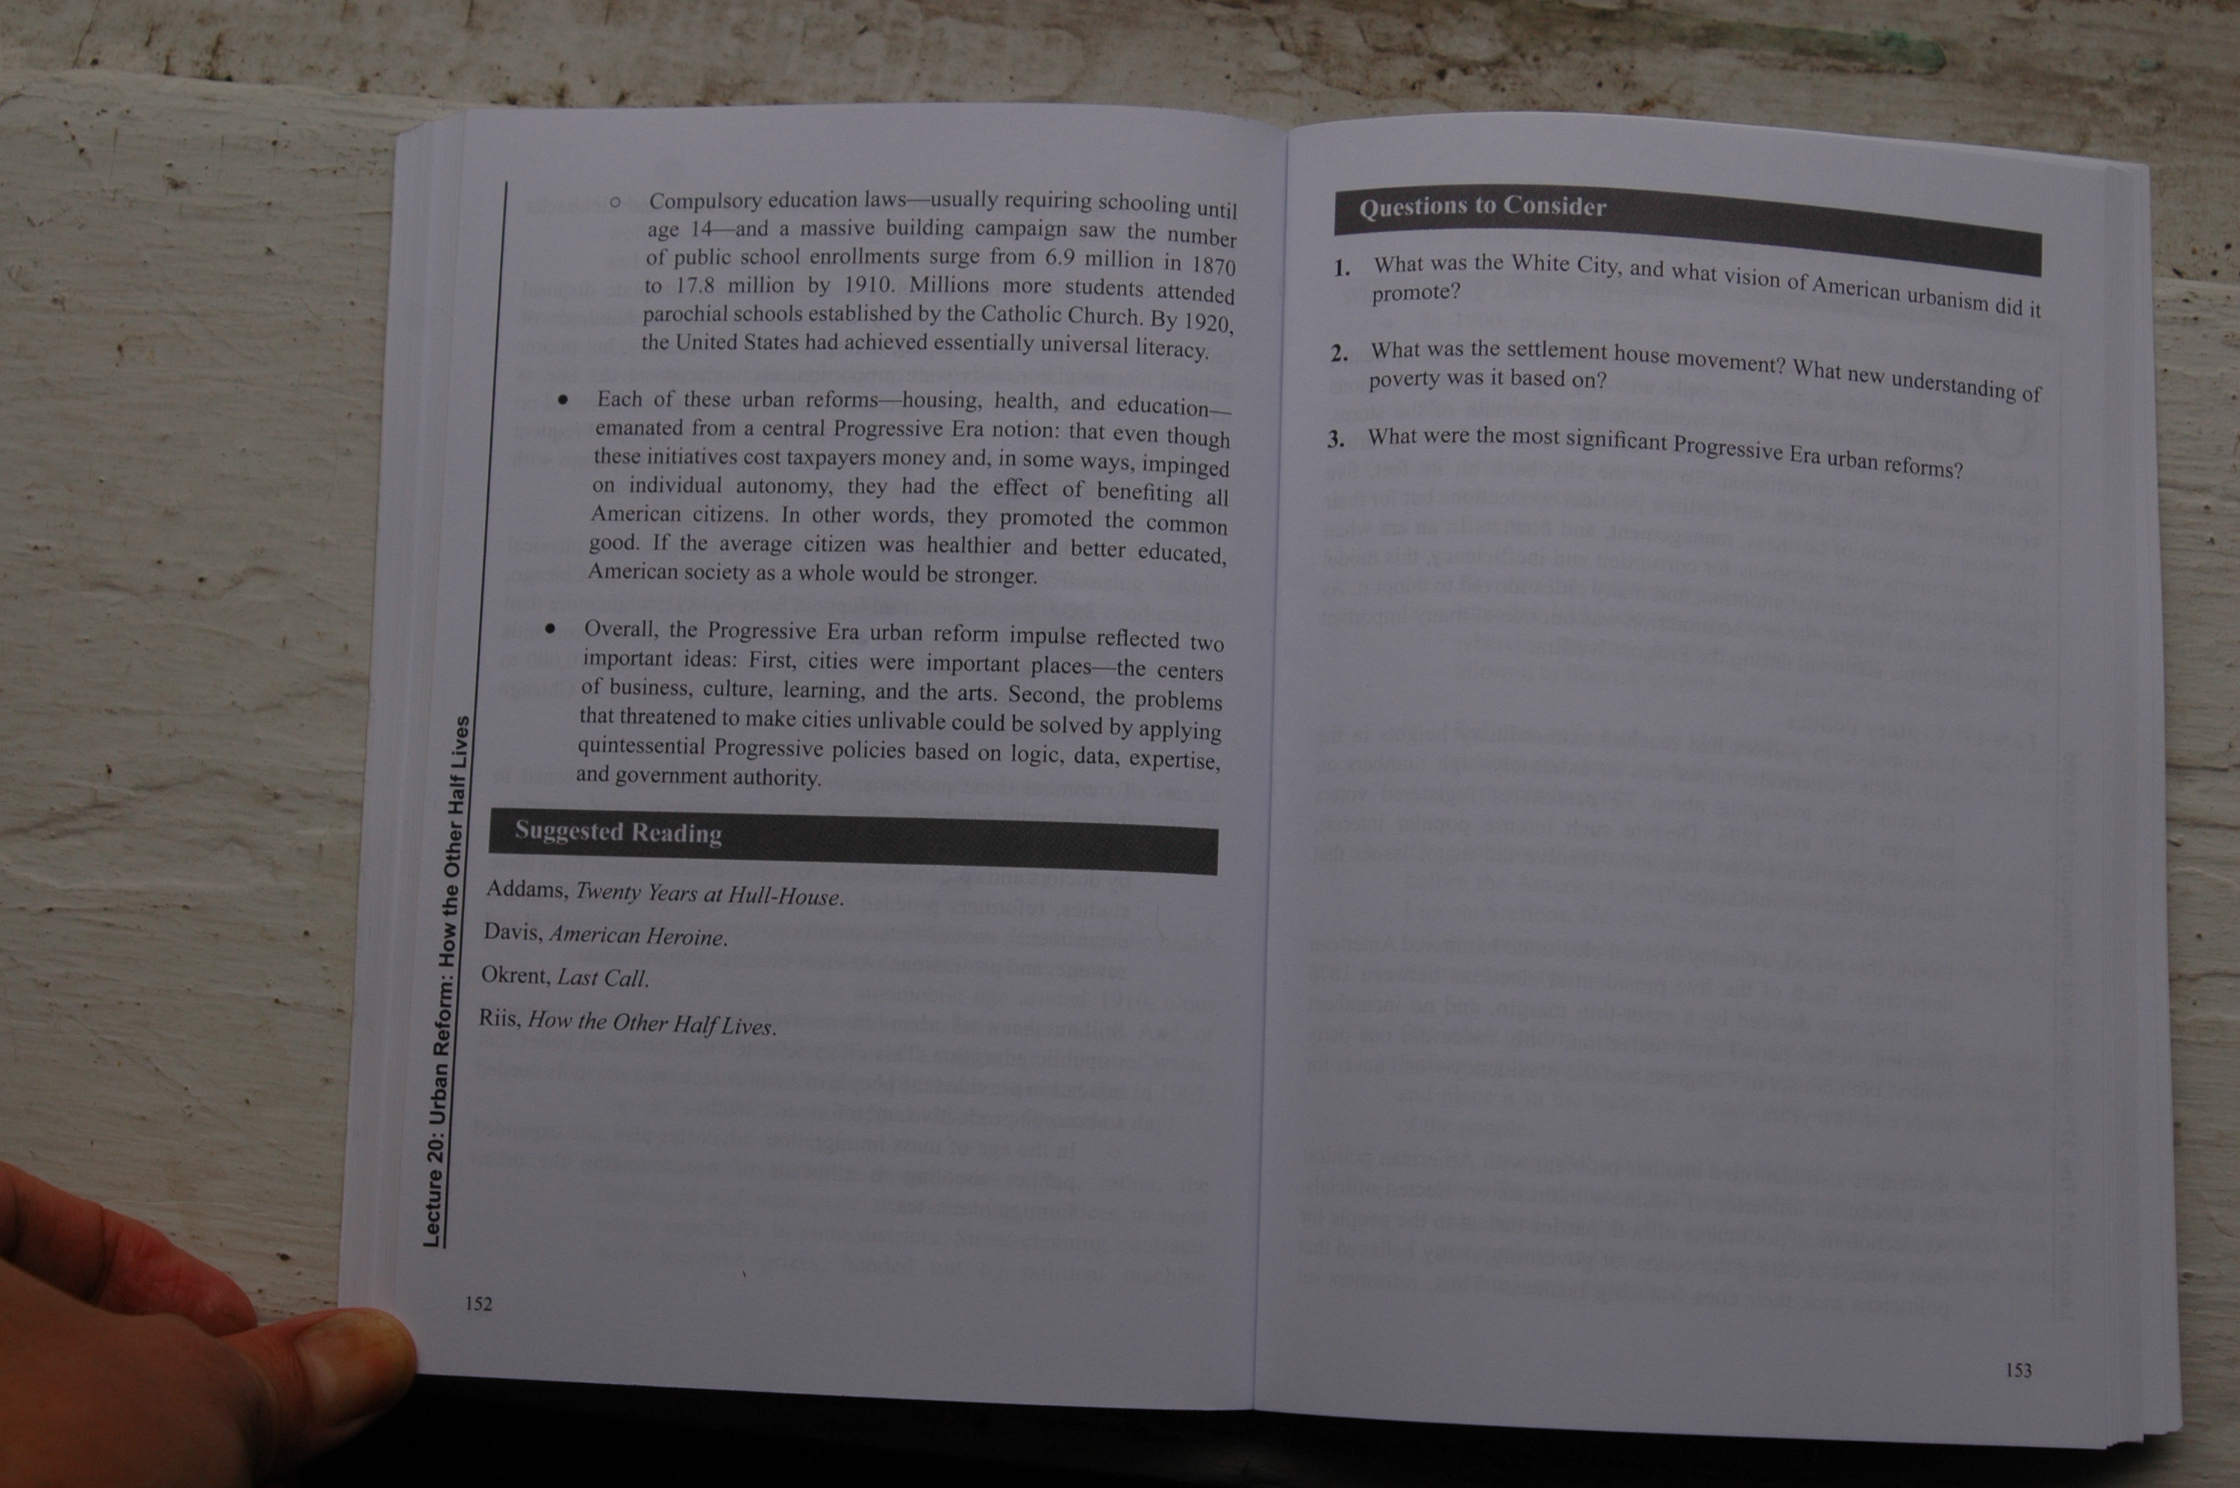 Lecture 20: Urban Reform: How the Other Half Lives
○ Compulsory education laws—usually requiring schooling until
age 14—and a massive building campaign saw the number
of public school enrollments surge from 6.9 million in 1870
to 17.8 million by 1910. Millions more students attended
parochial schools established by the Catholic Church. By 1920,
the United States had achieved essentially universal literacy.
● Each of these urban reforms—housing, health, and education—
emanated from a central Progressive Era notion: that even though
these initiatives cost taxpayers money and, in some ways, impinged
on individual autonomy, they had the effect of benefiting all
American citizens. In other words, they promoted the common
good. If the average citizen was healthier and better educated,
American society as a whole would be stronger.
● Overall, the Progressive Era urban reform impulse reflected two
important ideas: First, cities were important places—the centers
of business, culture, learning, and the arts. Second, the problems
that threatened to make cities unlivable could be solved by applying
quintessential Progressive policies based on logic, data, expertise,
and government authority.
Suggested Reading
Addams, Twenty Years at Hull-House.
Davis, American Heroine.
Okrent, Last Call.
Riis, How the Other Half Lives.
152
Questions to Consider
1. What was the White City, and what vision of American urbanism did it
promote?
2. What was the settlement house movement? What new understanding of
poverty was it based on?
3. What were the most significant Progressive Era urban reforms?
153